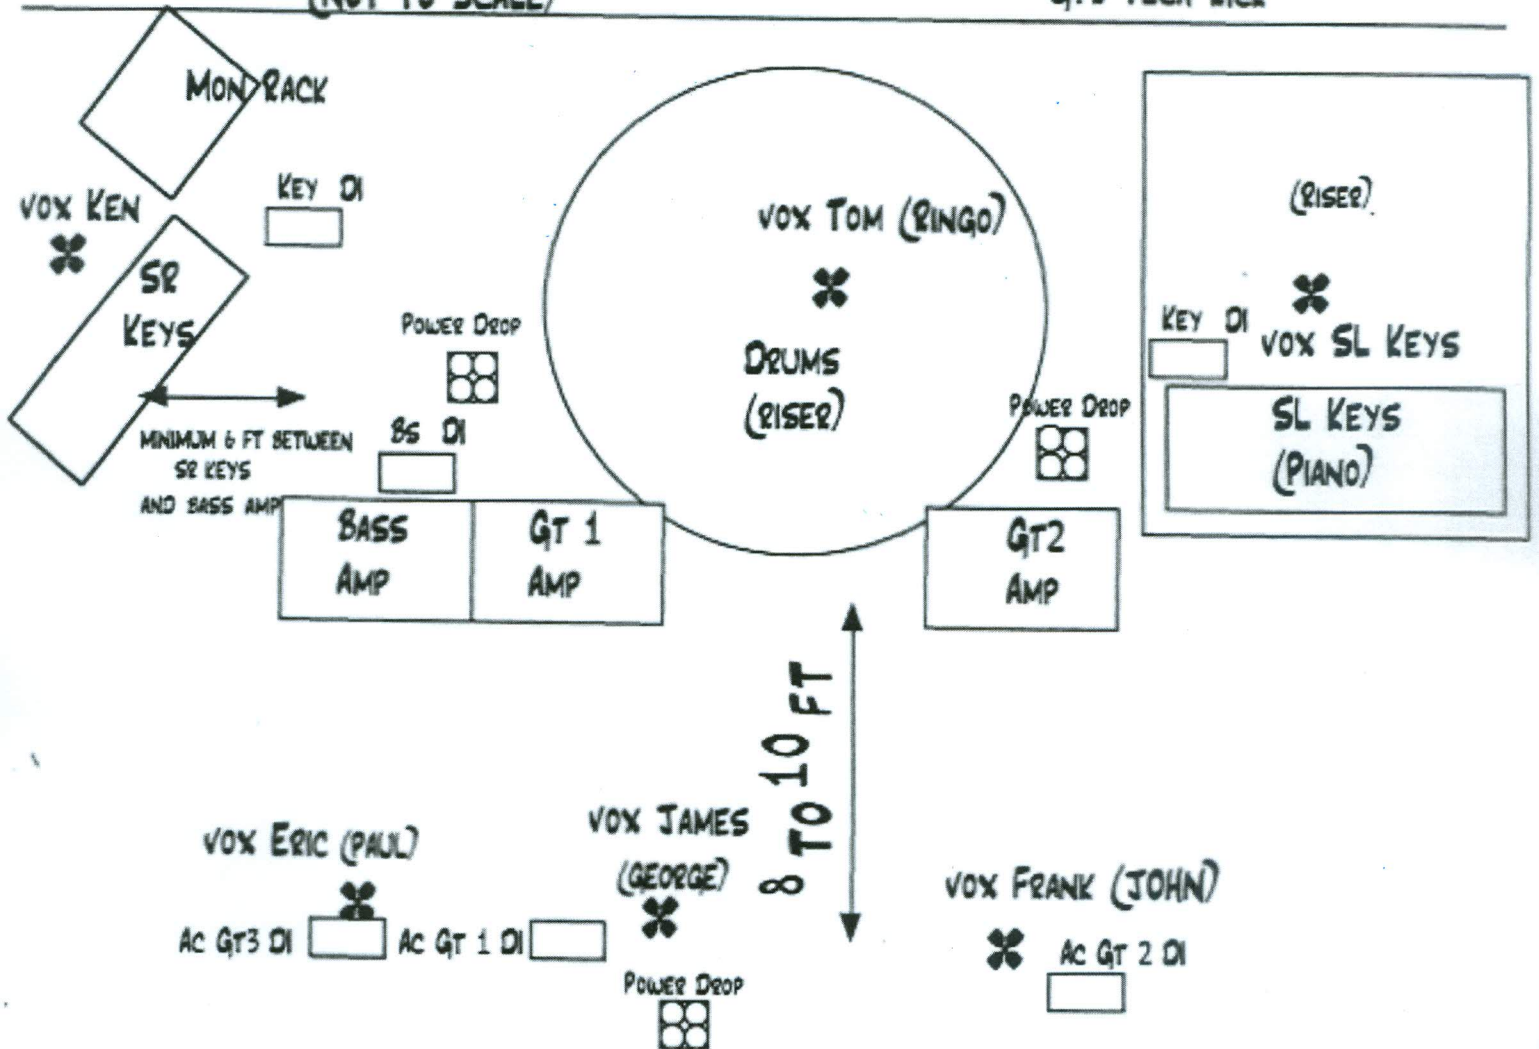 (NOT TO SCALE)
MON RACK
VOX KEN
KEY DI
SR
KEYS
POWER DROP
MINIMUM 6 FT BETWEEN
SR KEYS
AND BASS AMP
BS DI
BASS
AMP
GT 1
AMP
VOX TOM (RINGO)
DRUMS
(RISER)
POWER DROP
GT2
AMP
(RISER)
KEY DI
VOX SL KEYS
SL KEYS
(PIANO)
8 TO 10 FT
VOX ERIC (PAUL)
AC GT3 DI
VOX JAMES
(GEORGE)
AC GT 1 DI
POWER DROP
VOX FRANK (JOHN)
AC GT 2 DI